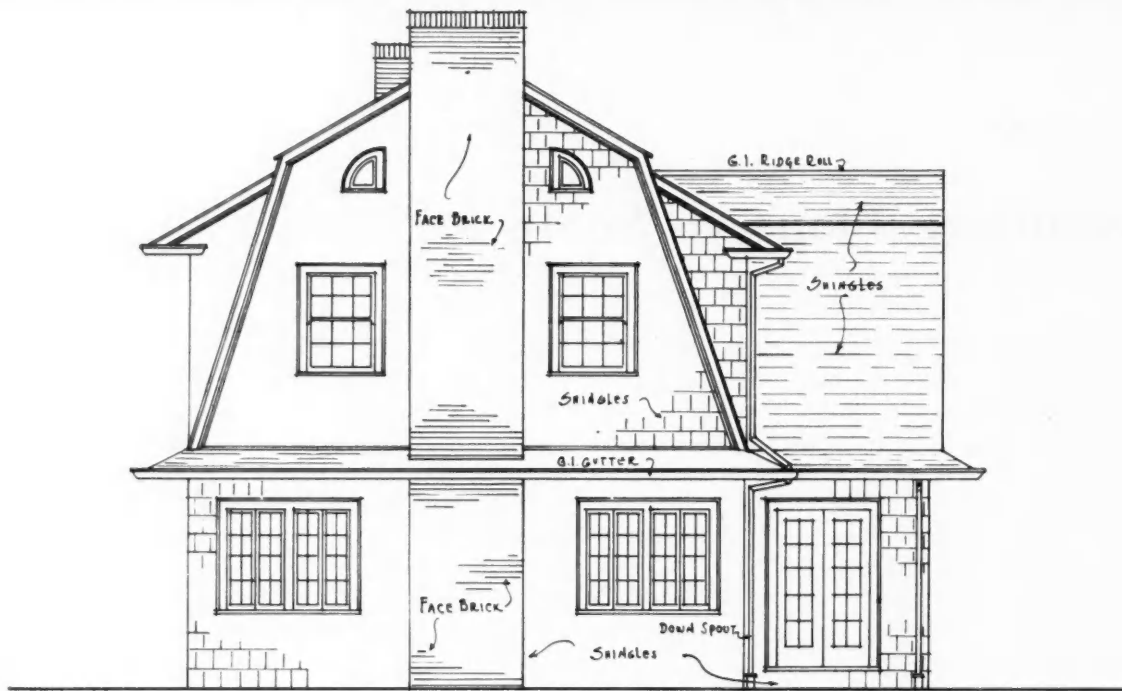 G.I. RIDGE ROLL
FACE BRICK
SHINGLES
SHINGLES
G.I. GUTTER
FACE BRICK
DOWN SPOUT
SHINGLES